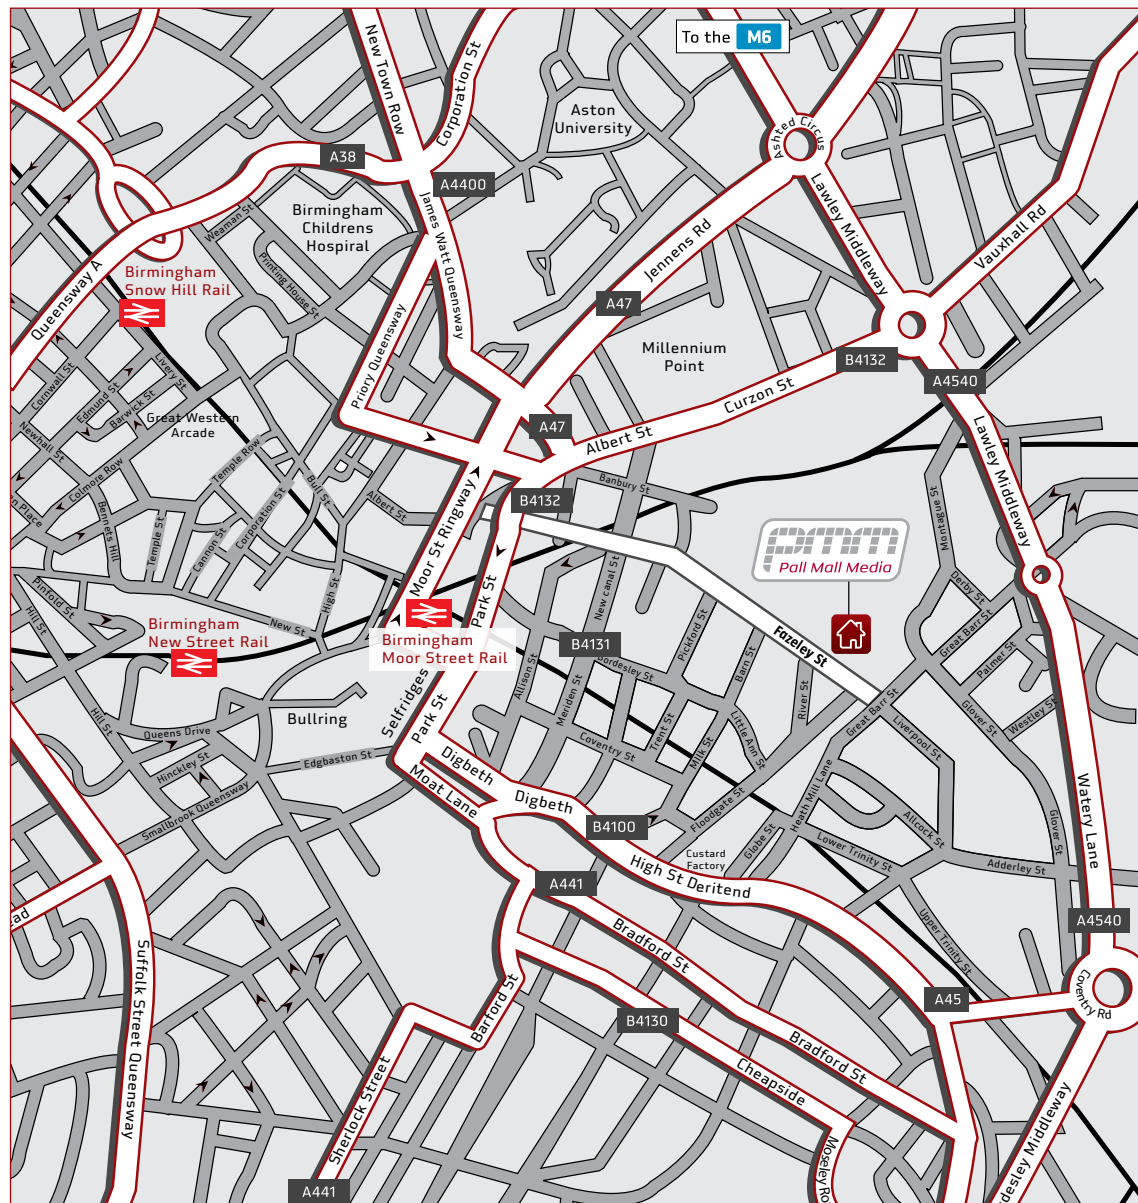 To the M6
New Town Row
Corporation St
Aston
University
Ashted Circus
A38
A4400
Lawley Middleway
Vauxhall Rd
Weaman St
Birmingham
Childrens
Hospiral
James Watt Queensway
Jennens Rd
Queensway A
Birmingham
Snow Hill Rail
Printing House St
A47
Priory Queensway
Millennium
Point
B4132
A4540
Curzon St
Cornwall St
Livery St
Edmund St
Barwick St
Great Western
Arcade
Newhall St
A47
Albert St
Lawley Middleway
Colmore Row
Temple Row
Bull St
Banbury St
Montague St
Corporation St
Albert St
B4132
Moor St Ringway
Bennets Hill
Temple St
Cannon St
pmm
Pall Mall Media
Park St
New canal St
Derby St
Pinfold St
Hill St
High St
New St
Birmingham
New Street Rail
Birmingham
Moor Street Rail
B4131
Pickford St
Fazeley St
Great Barr St
Palmer St
Allison St
Barn St
Meriden St
River St
Selfridges
Park St
Bullring
Hill St
Queens Drive
Trent St
Little Ann St
Great Barr St
Liverpool St
Glover St
Westley St
Coventry St
Milk St
Edgbaston St
Hinckley St
Digbeth
Moat Lane
Digbeth
Smallbrook Queensway
Floodgate St
Heath Mill Lane
Watery Lane
B4100
Globe St
Allcock St
Glover St
Custard
Factory
Lower Trinity St
Adderley St
High St Deritend
A441
Upper Trinity St
A4540
Suffolk Street Queensway
Bradford St
Barford St
A45
Coventry Rd
B4130
Bradford St
Cheapside
Sherlock Street
A441